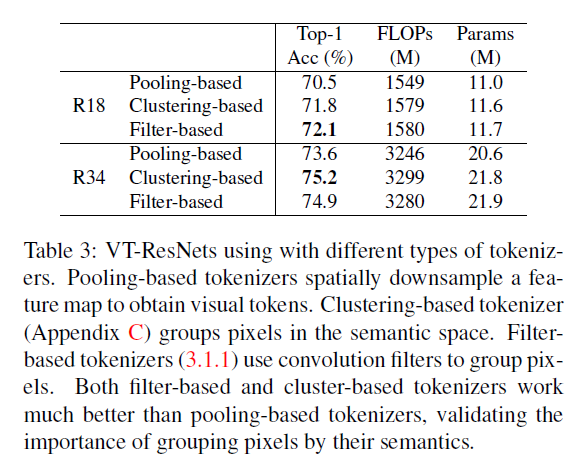 Top-1 FLOPs Params
Acc (%) (M) (M)
Pooling-based 70.5 1549 11.0
R18 Clustering-based 71.8 1579 11.6
Filter-based 72.1 1580 11.7
Pooling-based 73.6 3246 20.6
R34 Clustering-based 75.2 3299 21.8
Filter-based 74.9 3280 21.9
Table 3: VT-ResNets using with different types of tokeniz-
ers. Pooling-based tokenizers spatially downsample a fea-
ture map to obtain visual tokens. Clustering-based tokenizer
(Appendix C) groups pixels in the semantic space. Filter-
based tokenizers (3.1.1) use convolution filters to group pix-
els. Both filter-based and cluster-based tokenizers work
much better than pooling-based tokenizers, validating the
importance of grouping pixels by their semantics.